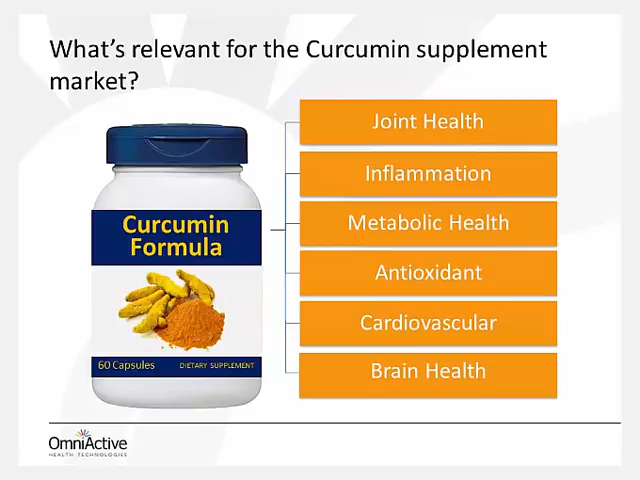 What's relevant for the Curcumin supplement
market?
Joint Health
Inflammation
Metabolic Health
Antioxidant
Cardiovascular
Brain Health
Curcumin
Formula
60 Capsules DIETARY SUPPLEMENT
OmniActive
HEALTH TECHNOLOGIES